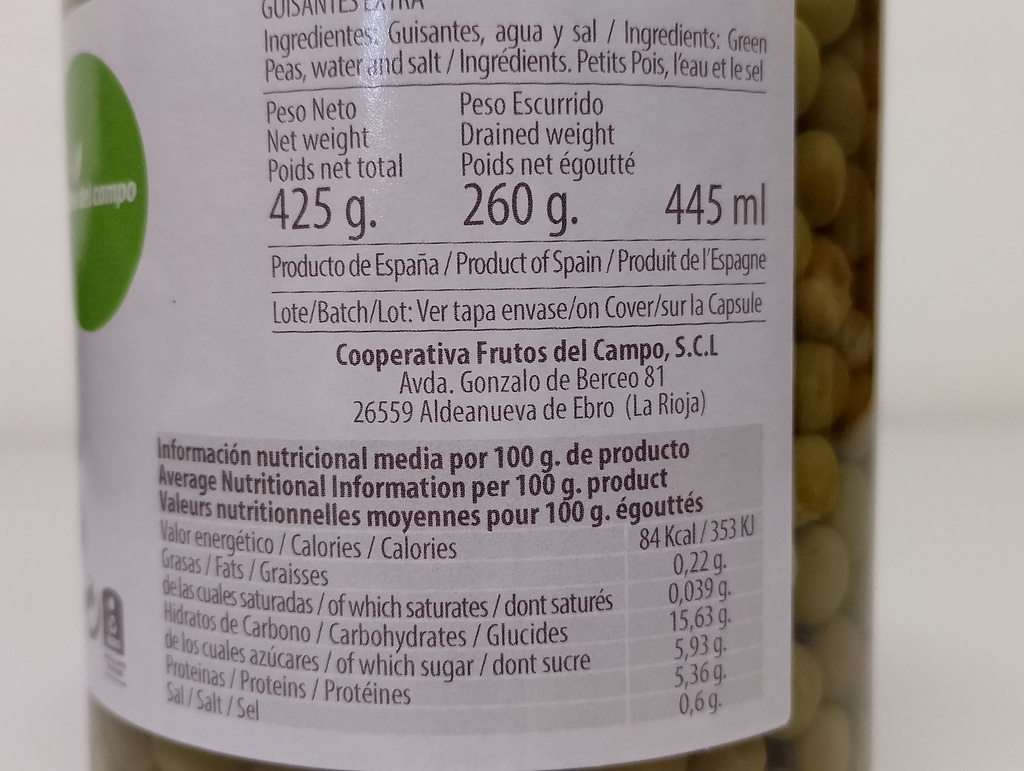 GUISANTES EXTRA
Ingredientes: Guisantes, agua y sal / Ingredients: Green
Peas, water and salt / Ingrédients. Petits Pois, l'eau et le sel
Peso Neto
Net weight
Poids net total
425 g.
Peso Escurrido
Drained weight
Poids net égoutté
260 g.
445 ml
Producto de España / Product of Spain / Produit de l'Espagne
Lote/Batch/Lot: Ver tapa envase/on Cover/sur la Capsule
Cooperativa Frutos del Campo, S.C.L
Avda. Gonzalo de Berceo 81
26559 Aldeanueva de Ebro (La Rioja)
Información nutricional media por 100 g. de producto
Average Nutritional Information per 100 g. product
Valeurs nutritionnelles moyennes pour 100 g. égouttés
Valor energético / Calories / Calories 84 Kcal / 353 KJ
Grasas / Fats / Graisses 0,22 g.
de las cuales saturadas / of which saturates / dont saturés 0,039 g.
Hidratos de Carbono / Carbohydrates / Glucides 15,63 g.
de los cuales azúcares / of which sugar / dont sucre 5,93 g.
Proteinas / Proteins / Protéines 5,36 g.
Sal / Salt / Sel 0,6 g.
del campo